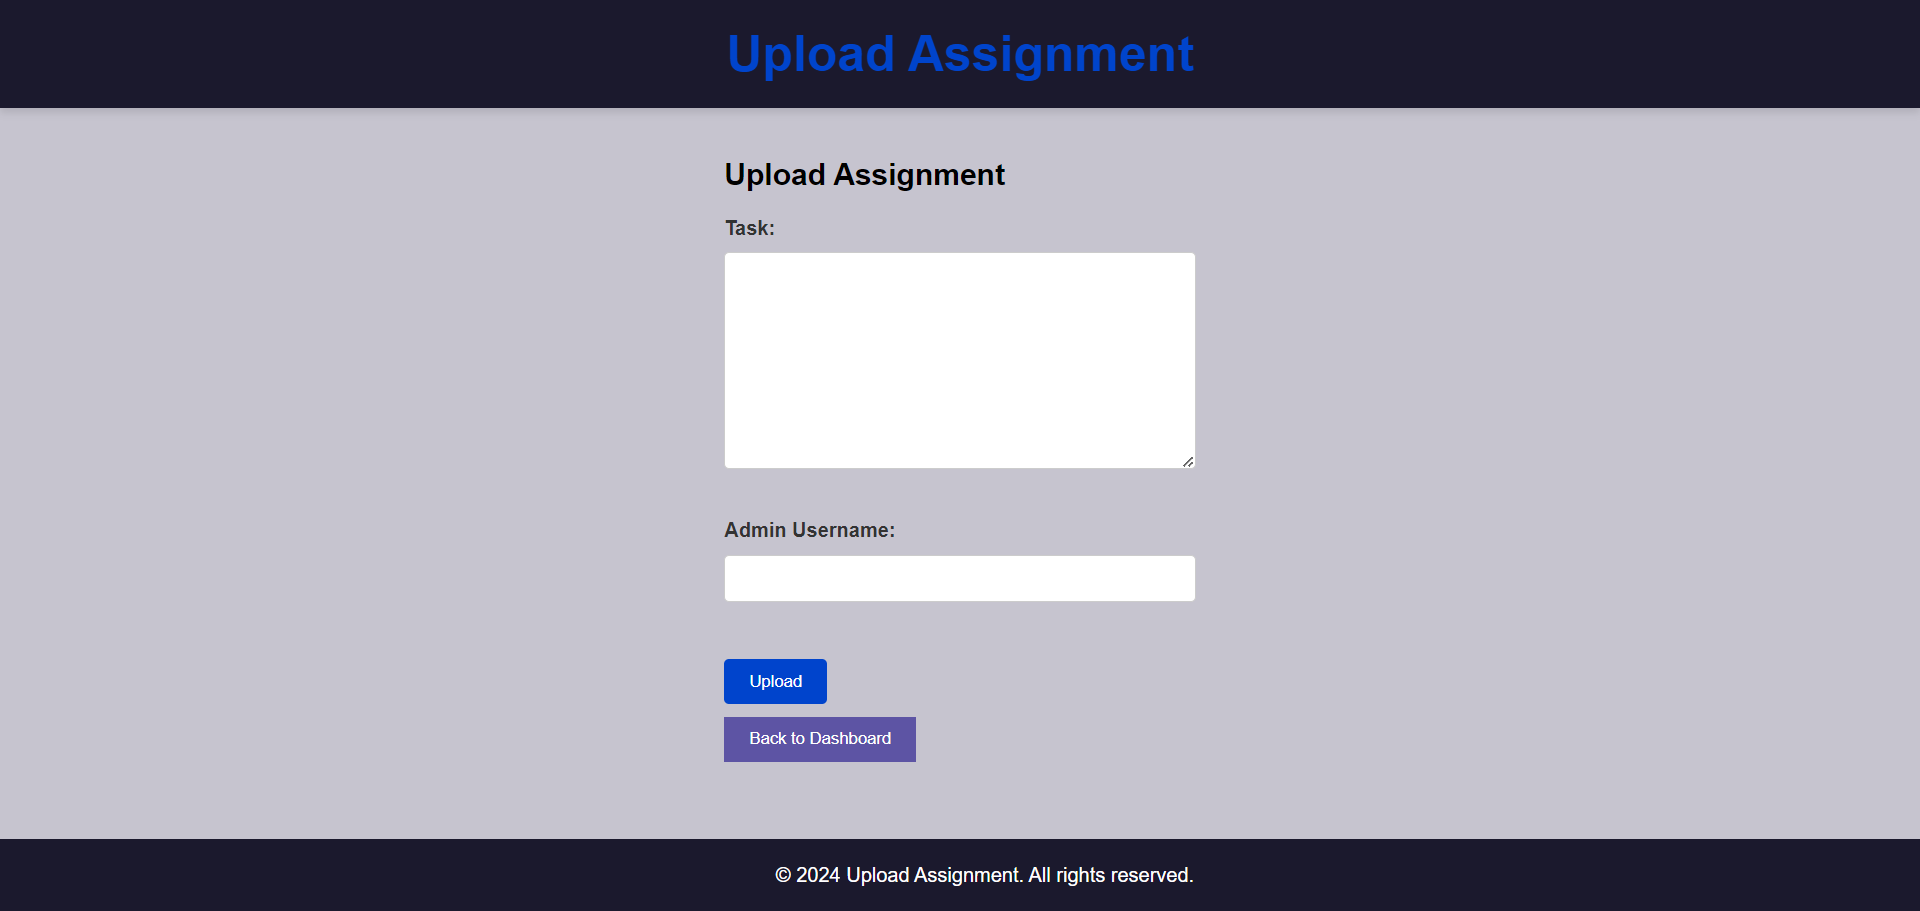 Upload Assignment
Upload Assignment
Task:
Admin Username:
Upload
Back to Dashboard
© 2024 Upload Assignment. All rights reserved.